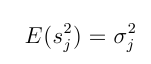 $E(s_j^2) = \sigma_j^2$